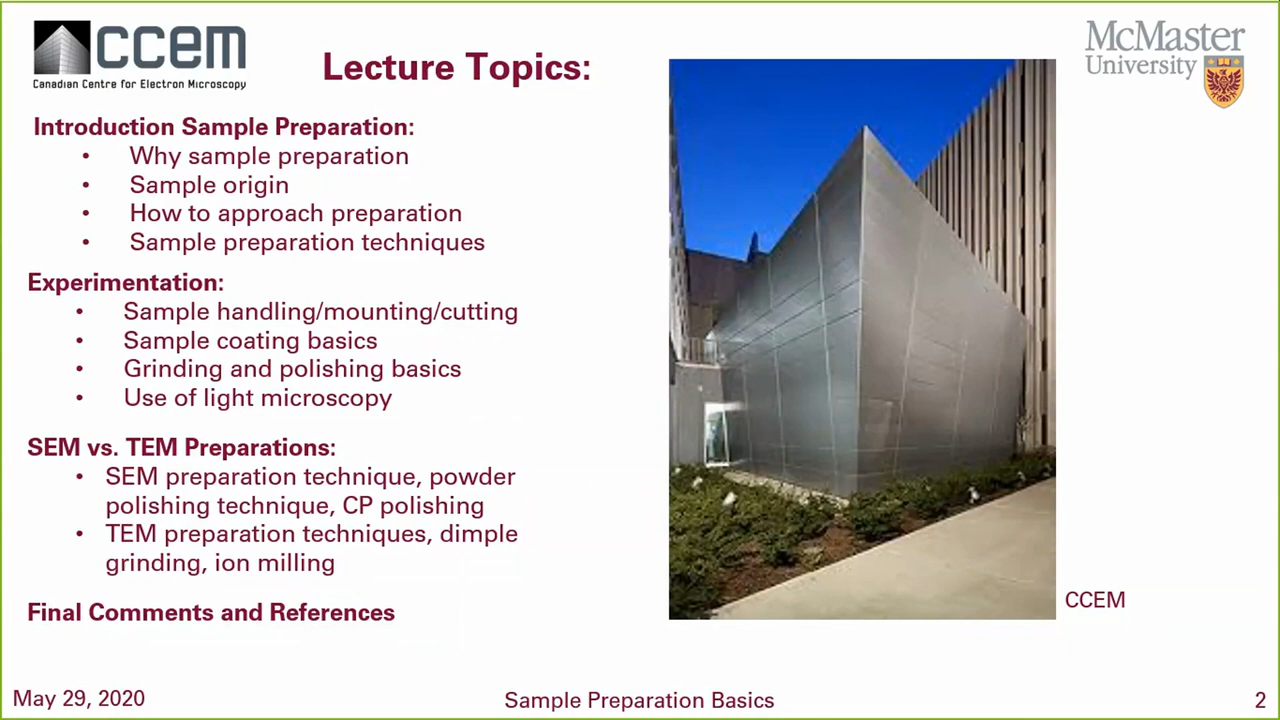 ccem
Canadian Centre for Electron Microscopy
Lecture Topics:
McMaster
University
Introduction Sample Preparation:
• Why sample preparation
• Sample origin
• How to approach preparation
• Sample preparation techniques
Experimentation:
• Sample handling/mounting/cutting
• Sample coating basics
• Grinding and polishing basics
• Use of light microscopy
SEM vs. TEM Preparations:
• SEM preparation technique, powder
polishing technique, CP polishing
• TEM preparation techniques, dimple
grinding, ion milling
Final Comments and References
CCEM
May 29, 2020
Sample Preparation Basics
2